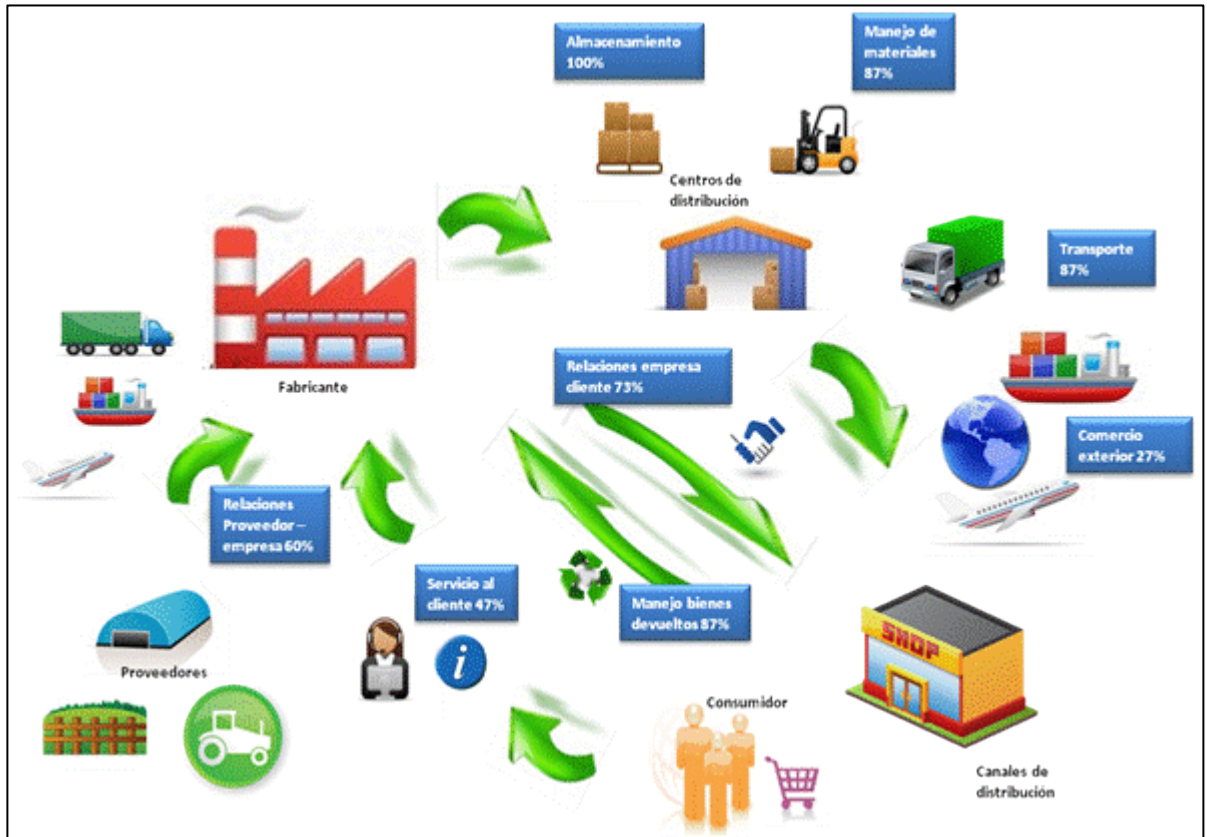 Almacenamiento
100%
Manejo de
materiales
87%
Centros de
distribución
Transporte
87%
Fabricante
Relaciones empresa
cliente 73%
Comercio
exterior 27%
Relaciones
Proveedor –
empresa 60%
Servicio al
cliente 47%
Manejo bienes
devueltos 87%
i
SHOP
Proveedores
Consumidor
Canales de
distribución